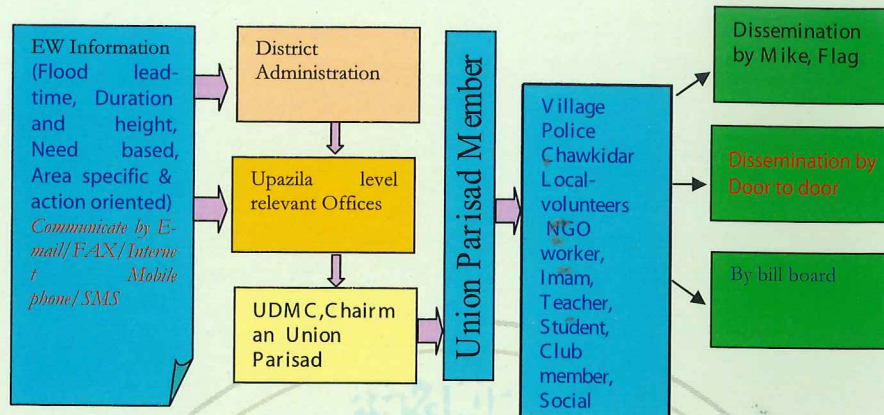 EW Information
(Flood lead-
time, Duration
and height,
Need based,
Area specific &
action oriented)
Communicate by E-
mail/FAX/Interne
t Mobile
phone/SMS
District
Administration
Upazila level
relevant Offices
UDMC,Chairm
an Union
Parisad
Union Parisad Member
Village
Police
Chawkidar
Local-
volunteers
NGO
worker,
Imam,
Teacher,
Student,
Club
member,
Social
Dissemination
by Mike, Flag
Dissemination by
Door to door
By bill board